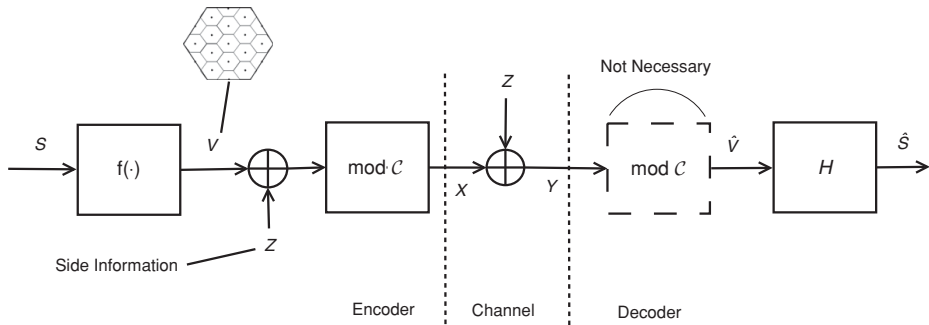 Not Necessary
Z
S
f(·)
V
mod· C
X
Y
mod C
V̂
H
Ŝ
Z
Side Information
Encoder
Channel
Decoder